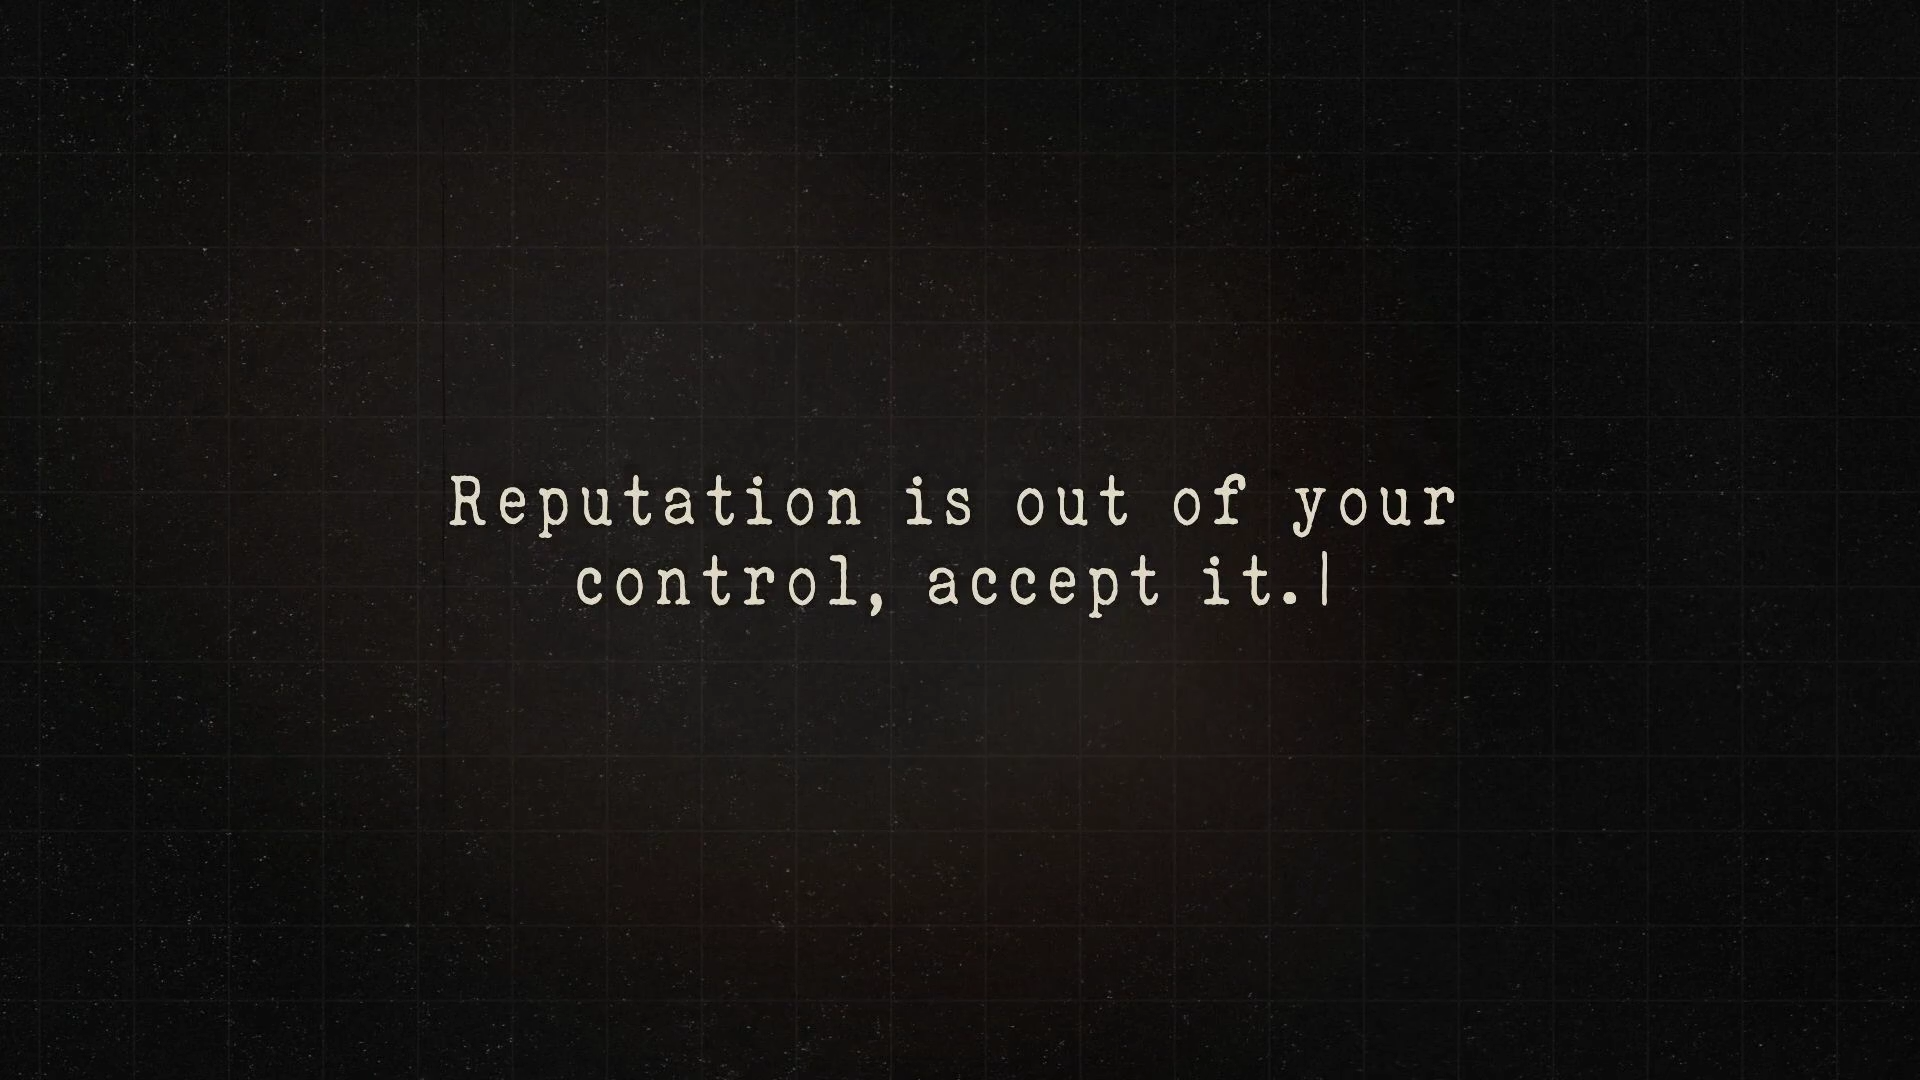 Reputation is out of your
control, accept it.|